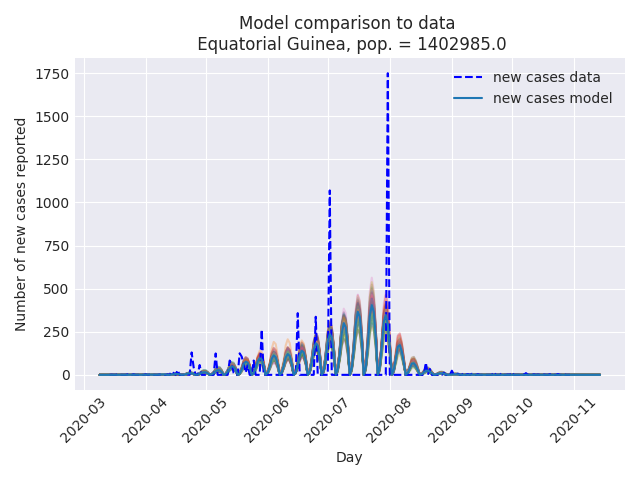 Model comparison to data
Equatorial Guinea, pop. = 1402985.0
new cases data
new cases model
Number of new cases reported
1750
1500
1250
1000
750
500
250
0
2020-03
2020-04
2020-05
2020-06
2020-07
2020-08
2020-09
2020-10
2020-11
Day